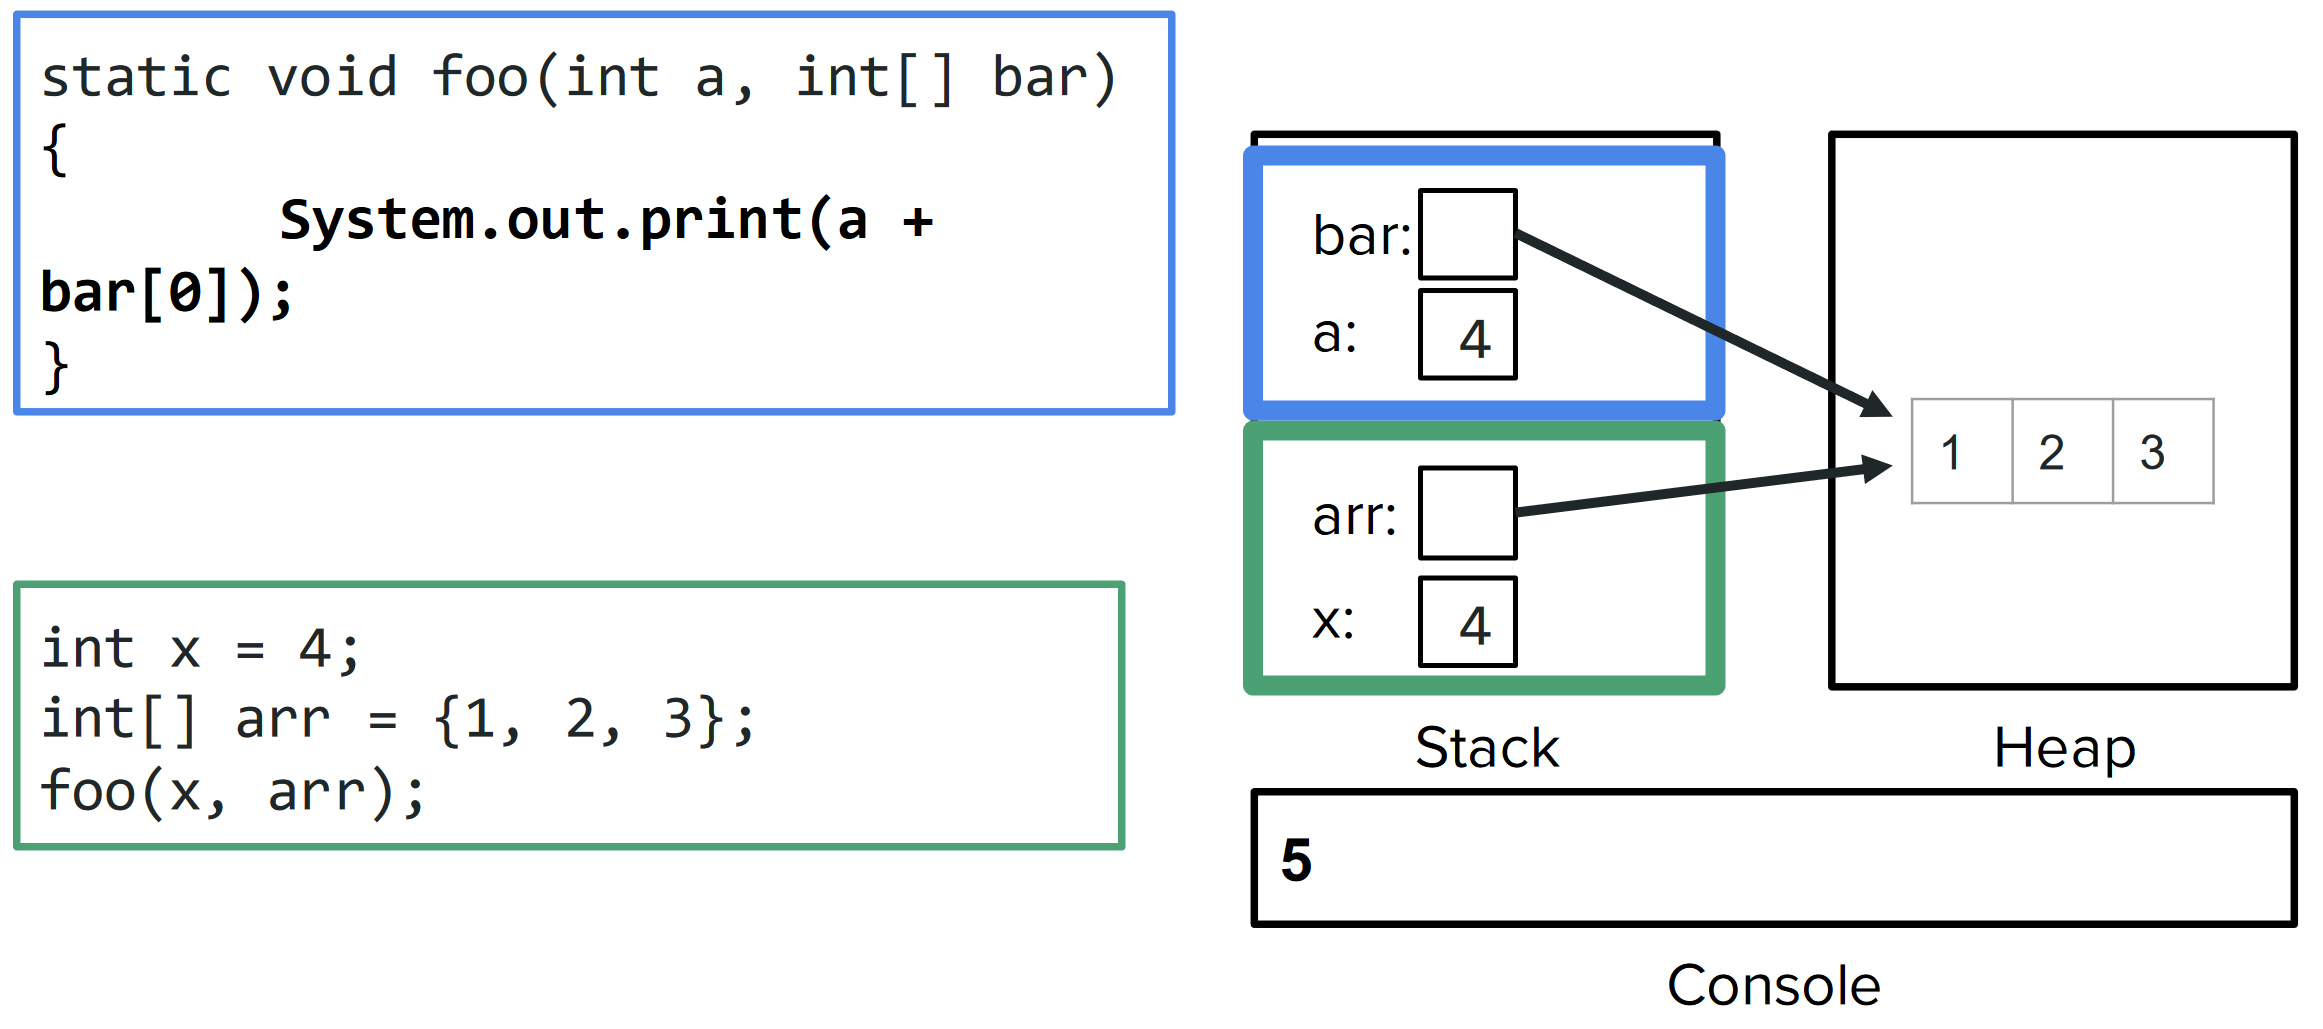 static void foo(int a, int[] bar)
{
System.out.print(a +
bar[0]);
}
int x = 4;
int[] arr = {1, 2, 3};
foo(x, arr);
bar:
a: 4
arr:
x: 4
Stack
1 2 3
Heap
5
Console